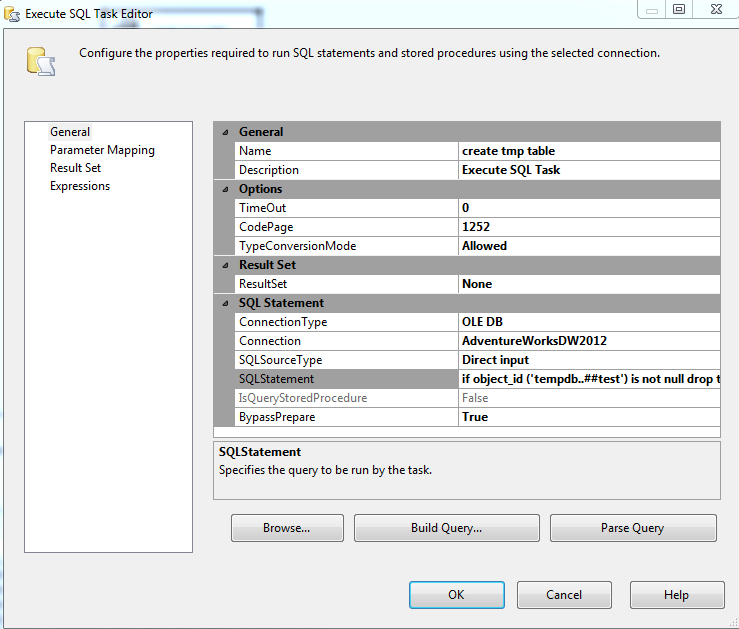 Execute SQL Task Editor
Configure the properties required to run SQL statements and stored procedures using the selected connection.
General
Parameter Mapping
Result Set
Expressions
General
Name create tmp table
Description Execute SQL Task
Options
TimeOut 0
CodePage 1252
TypeConversionMode Allowed
Result Set
ResultSet None
SQL Statement
ConnectionType OLE DB
Connection AdventureWorksDW2012
SQLSourceType Direct input
SQLStatement if object_id ('tempdb..##test') is not null drop t
IsQueryStoredProcedure False
BypassPrepare True
SQLStatement
Specifies the query to be run by the task.
Browse... Build Query... Parse Query
OK Cancel Help